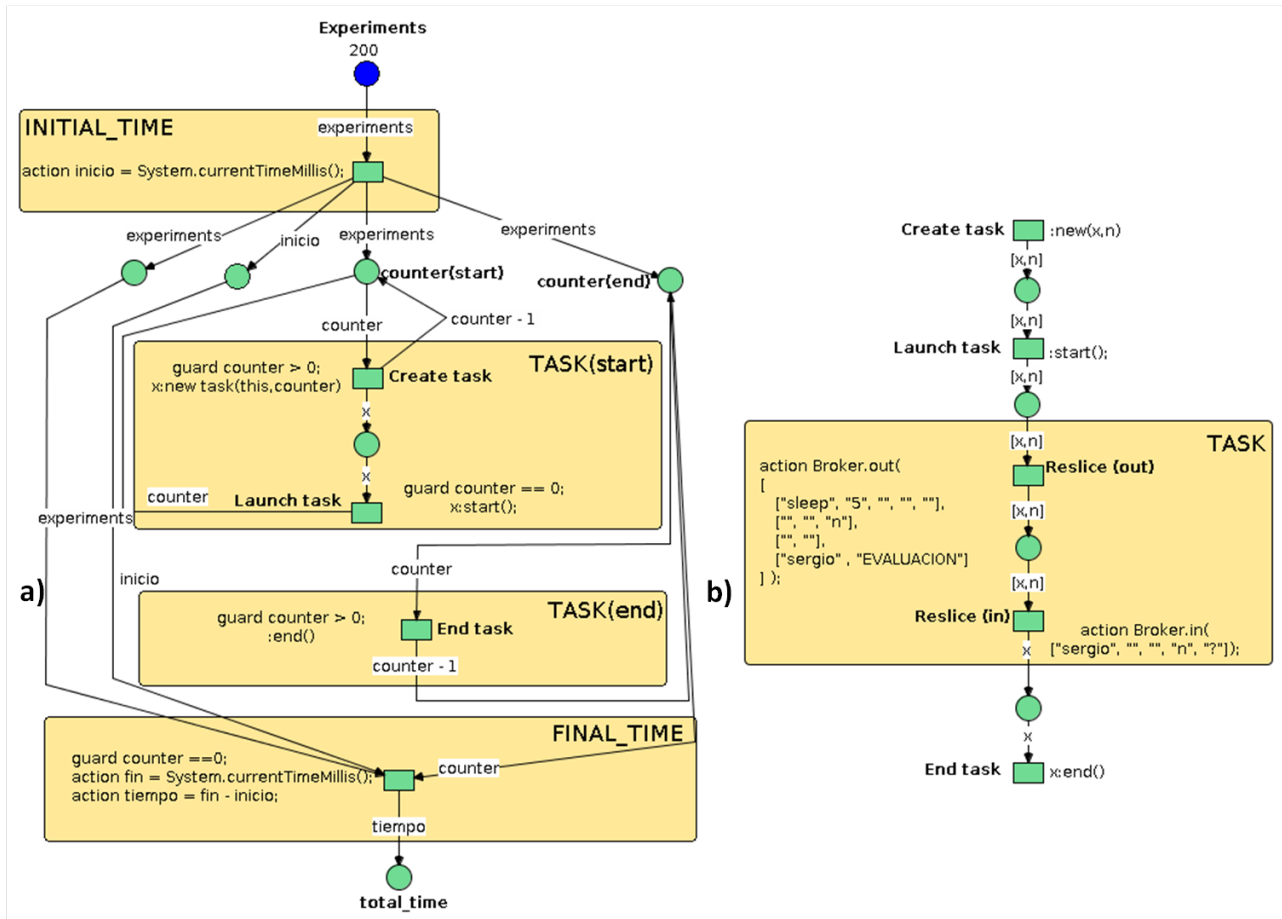 Experiments
200
experiments
INITIAL_TIME
action inicio = System.currentTimeMillis();
experiments
inicio
experiments
experiments
counter{start)
counter{end}
counter
counter - 1
TASK(start)
guard counter > 0;
x:new task(this,counter)
Create task
x
x
counter
Launch task
guard counter == 0;
x:start();
experiments
inicio
a)
counter
TASK(end)
guard counter > 0;
:end()
End task
counter - 1
FINAL_TIME
guard counter ==0;
action fin = System.currentTimeMillis();
action tiempo = fin - inicio;
counter
tiempo
total_time
b)
Create task
:new(x,n)
[x,n]
[x,n]
Launch task
:start();
[x,n]
[x,n]
TASK
action Broker.out(
[
["sleep", "5", "", "", ""],
["", "", "n"],
["", ""],
["sergio" , "EVALUACION"]
] );
Reslice {out}
[x,n]
[x,n]
Reslice {in}
action Broker.in(
["sergio", "", "", "n", "?"]);
x
x
End task
x:end()